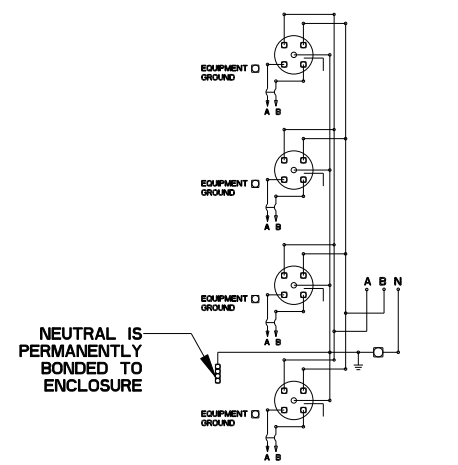 EQUIPMENT
GROUND
A B
EQUIPMENT
GROUND
A B
EQUIPMENT
GROUND
A B
A B N
NEUTRAL IS
PERMANENTLY
BONDED TO
ENCLOSURE
EQUIPMENT
GROUND
A B